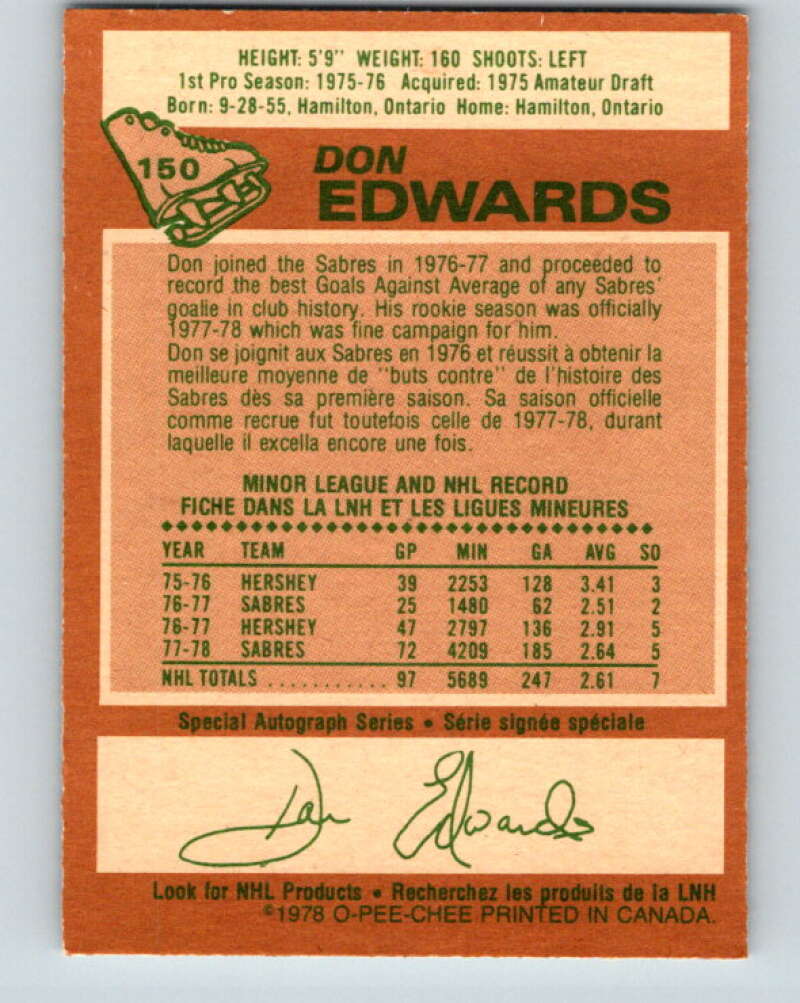 HEIGHT: 5'9" WEIGHT: 160 SHOOTS: LEFT
1st Pro Season: 1975-76 Acquired: 1975 Amateur Draft
Born: 9-28-55, Hamilton, Ontario Home: Hamilton, Ontario
150
DON
EDWARDS
Don joined the Sabres in 1976-77 and proceeded to
record the best Goals Against Average of any Sabres'
goalie in club history. His rookie season was officially
1977-78 which was fine campaign for him.
Don se joignit aux Sabres en 1976 et réussit à obtenir la
meilleure moyenne de "buts contre" de l'histoire des
Sabres dès sa première saison. Sa saison officielle
comme recrue fut toutefois celle de 1977-78, durant
laquelle il excella encore une fois.
MINOR LEAGUE AND NHL RECORD
FICHE DANS LA LNH ET LES LIGUES MINEURES
YEAR TEAM GP MIN GA AVG SO
75-76 HERSHEY 39 2253 128 3.41 3
76-77 SABRES 25 1480 62 2.51 2
76-77 HERSHEY 47 2797 136 2.91 5
77-78 SABRES 72 4209 185 2.64 5
NHL TOTALS ........... 97 5689 247 2.61 7
Special Autograph Series • Série signée spéciale
Don Edwards
Look for NHL Products • Recherchez les produits de la LNH
©1978 O-PEE-CHEE PRINTED IN CANADA.